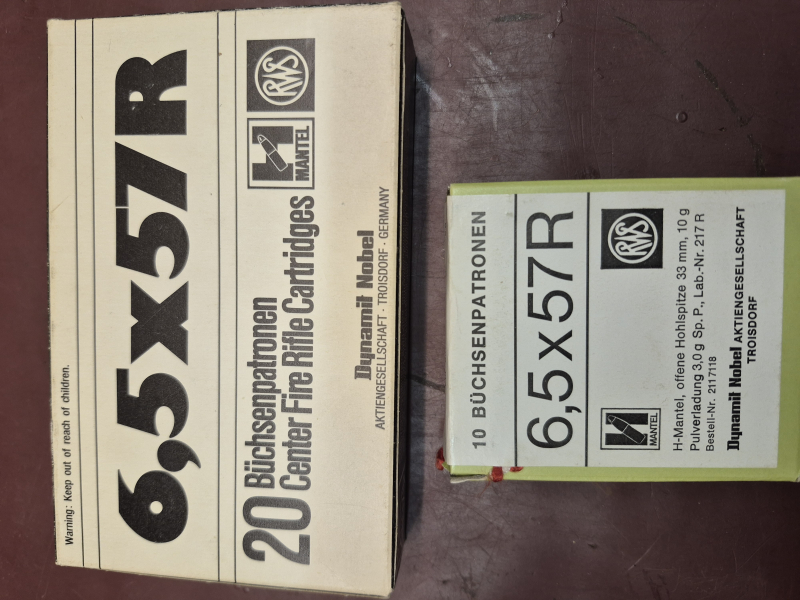 Warning: Keep out of reach of children.
6,5x57R
20 Büchsenpatronen
Center Fire Rifle Cartridges
H
MANTEL
RWS
Dynamit Nobel
AKTIENGESELLSCHAFT · TROISDORF · GERMANY
10 BÜCHSENPATRONEN
6,5x57R
H
MANTEL
RWS
H-Mantel, offene Hohlspitze 33 mm, 10 g
Pulverladung 3,0 g Sp. P., Lab.-Nr. 217 R
Bestell-Nr. 211 7118
Dynamit Nobel AKTIENGESELLSCHAFT
TROISDORF